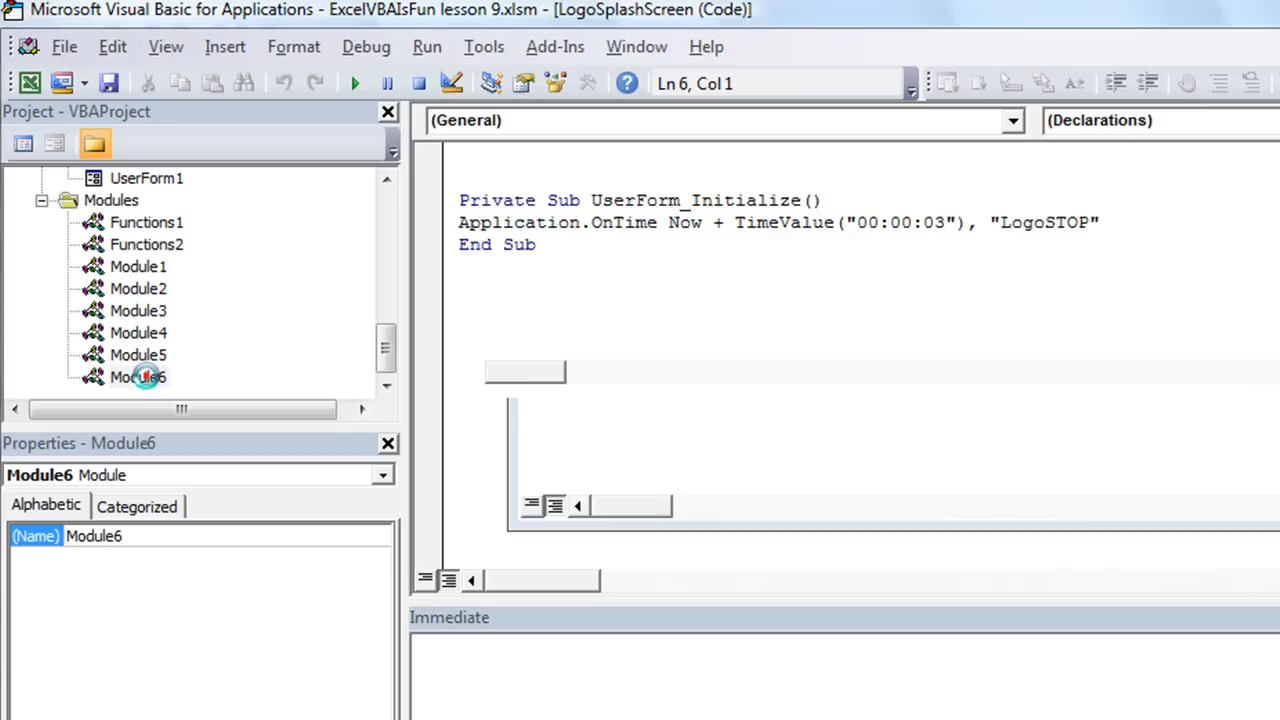 Microsoft Visual Basic for Applications - ExcelVBAIsFun lesson 9.xlsm - [LogoSplashScreen (Code)]
File Edit View Insert Format Debug Run Tools Add-Ins Window Help
Ln 6, Col 1
Project - VBAProject
(General) (Declarations)
UserForm1
Modules
Functions1
Functions2
Module1
Module2
Module3
Module4
Module5
Module6
Private Sub UserForm_Initialize()
Application.OnTime Now + TimeValue("00:00:03"), "LogoSTOP"
End Sub
Properties - Module6
Module6 Module
Alphabetic Categorized
(Name) Module6
Immediate